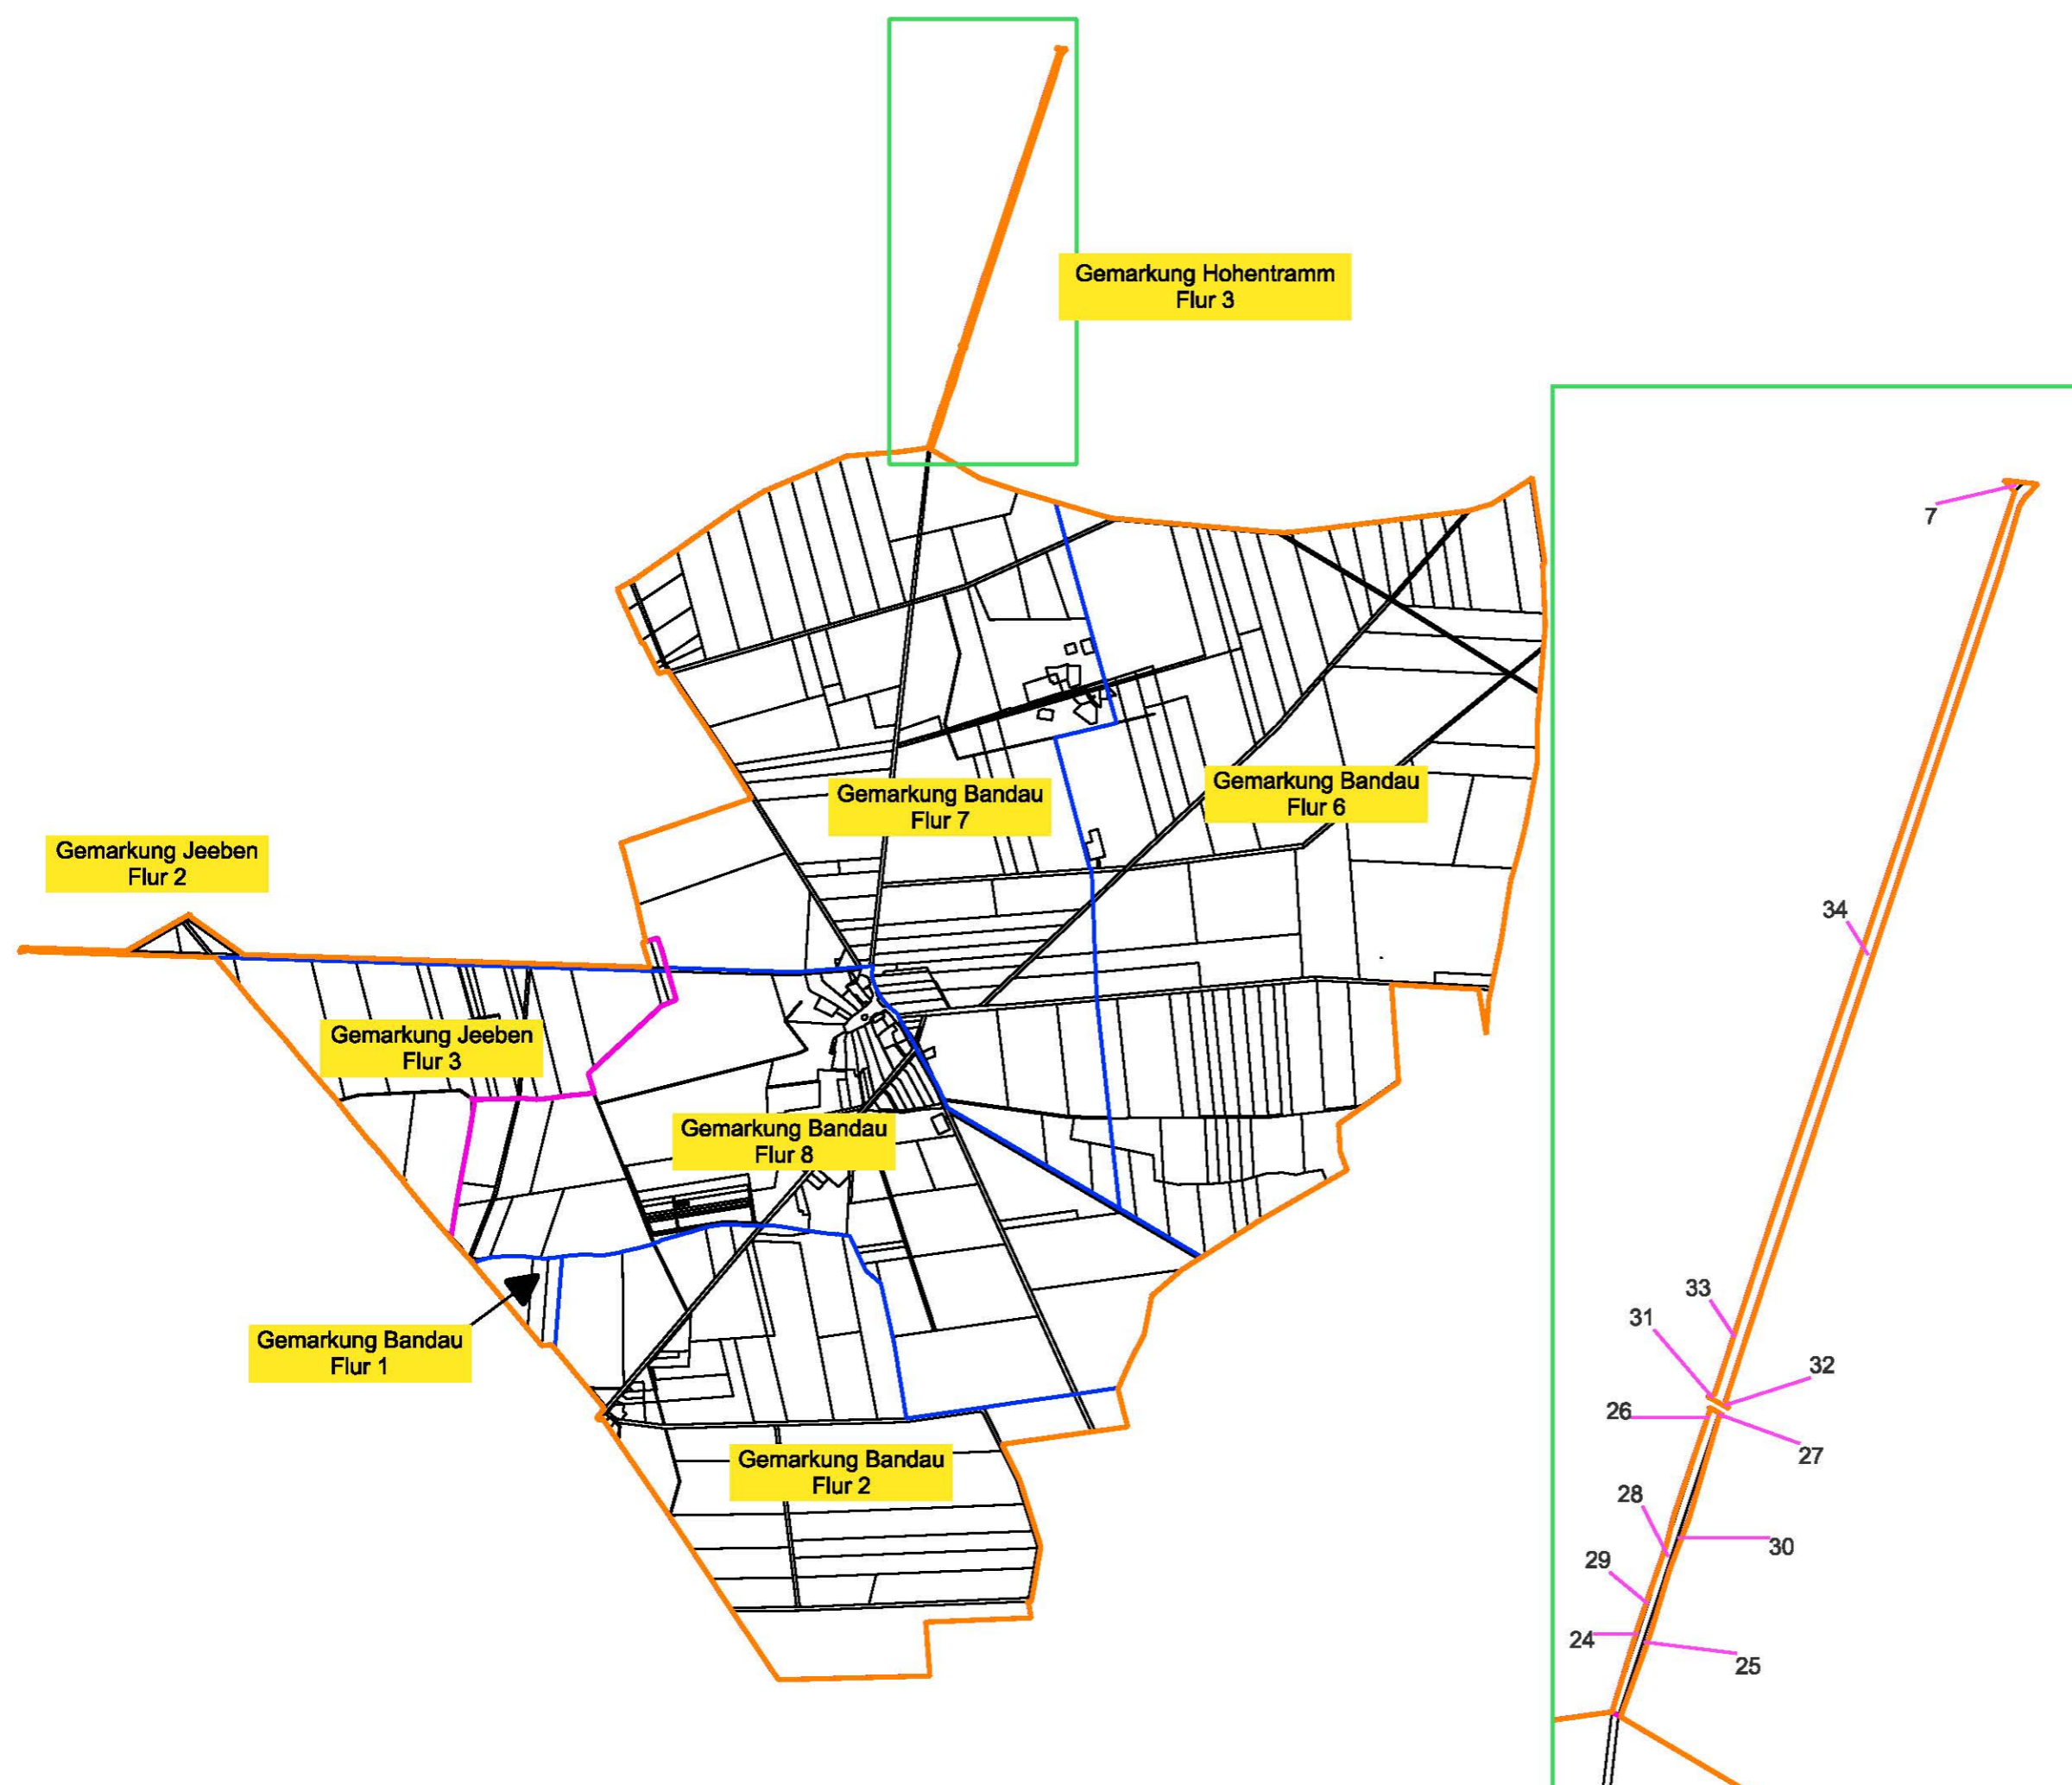 Gemarkung Hohentramm
Flur 3
Gemarkung Bandau
Flur 7
Gemarkung Bandau
Flur 6
Gemarkung Jeeben
Flur 2
Gemarkung Jeeben
Flur 3
Gemarkung Bandau
Flur 8
Gemarkung Bandau
Flur 1
Gemarkung Bandau
Flur 2
7
34
33
31
32
26
27
28
30
29
24
25